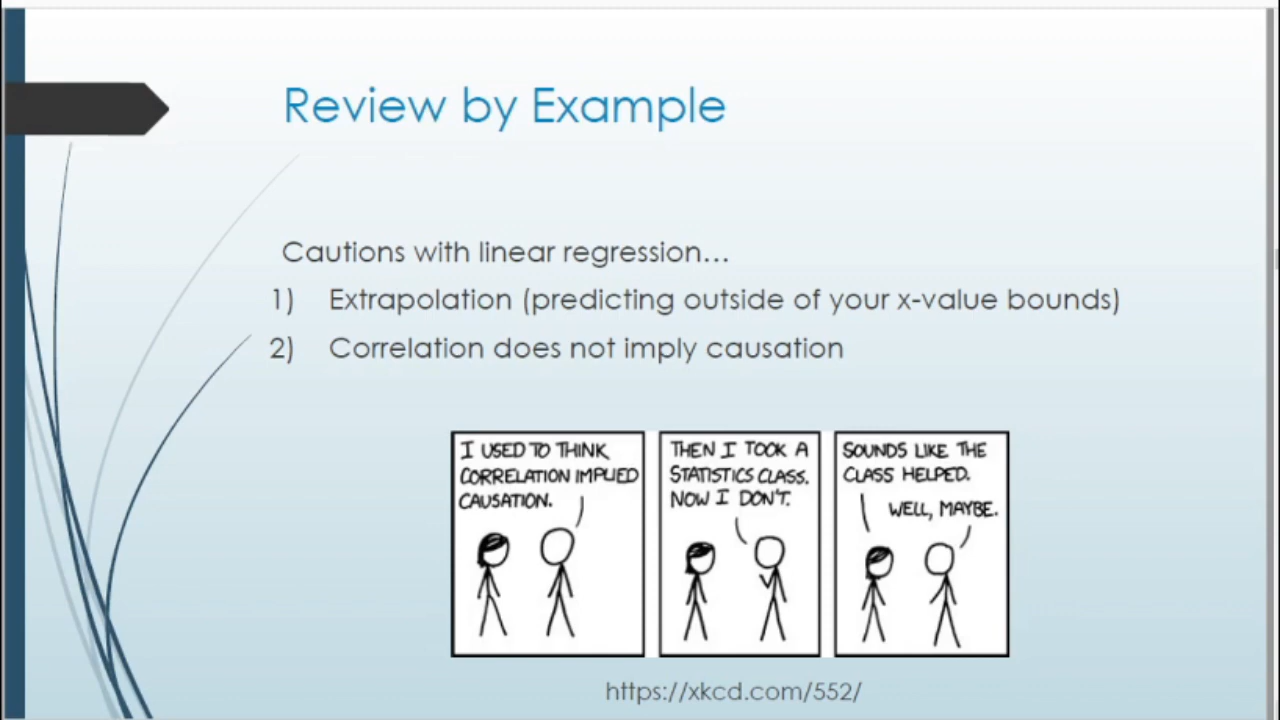 Review by Example
Cautions with linear regression...
1) Extrapolation (predicting outside of your x-value bounds)
2) Correlation does not imply causation
I USED TO THINK
CORRELATION IMPLIED
CAUSATION.
THEN I TOOK A
STATISTICS CLASS.
NOW I DON'T.
SOUNDS LIKE THE
CLASS HELPED.
WELL, MAYBE.
https://xkcd.com/552/